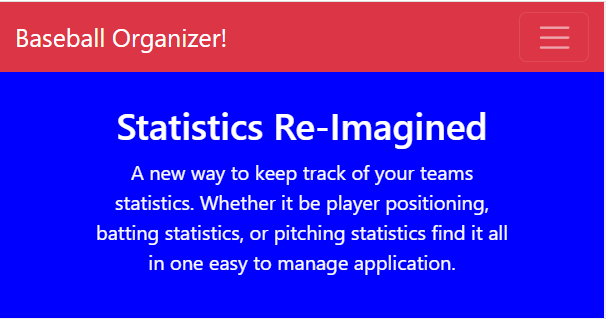 Baseball Organizer!
Statistics Re-Imagined
A new way to keep track of your teams
statistics. Whether it be player positioning,
batting statistics, or pitching statistics find it all
in one easy to manage application.